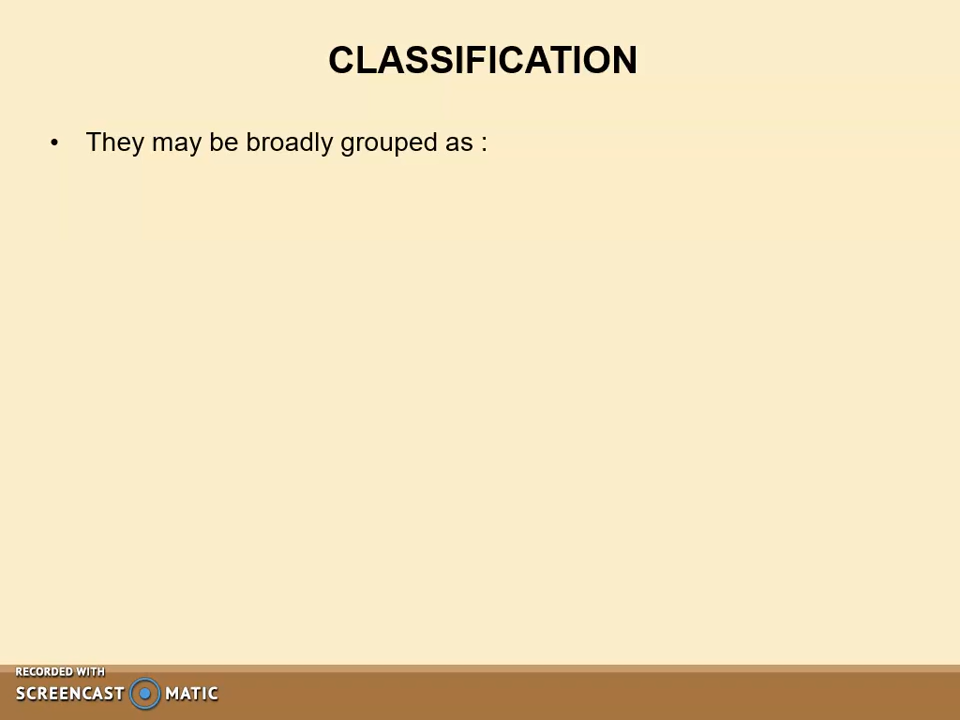 CLASSIFICATION
• They may be broadly grouped as :
RECORDED WITH
SCREENCAST MATIC